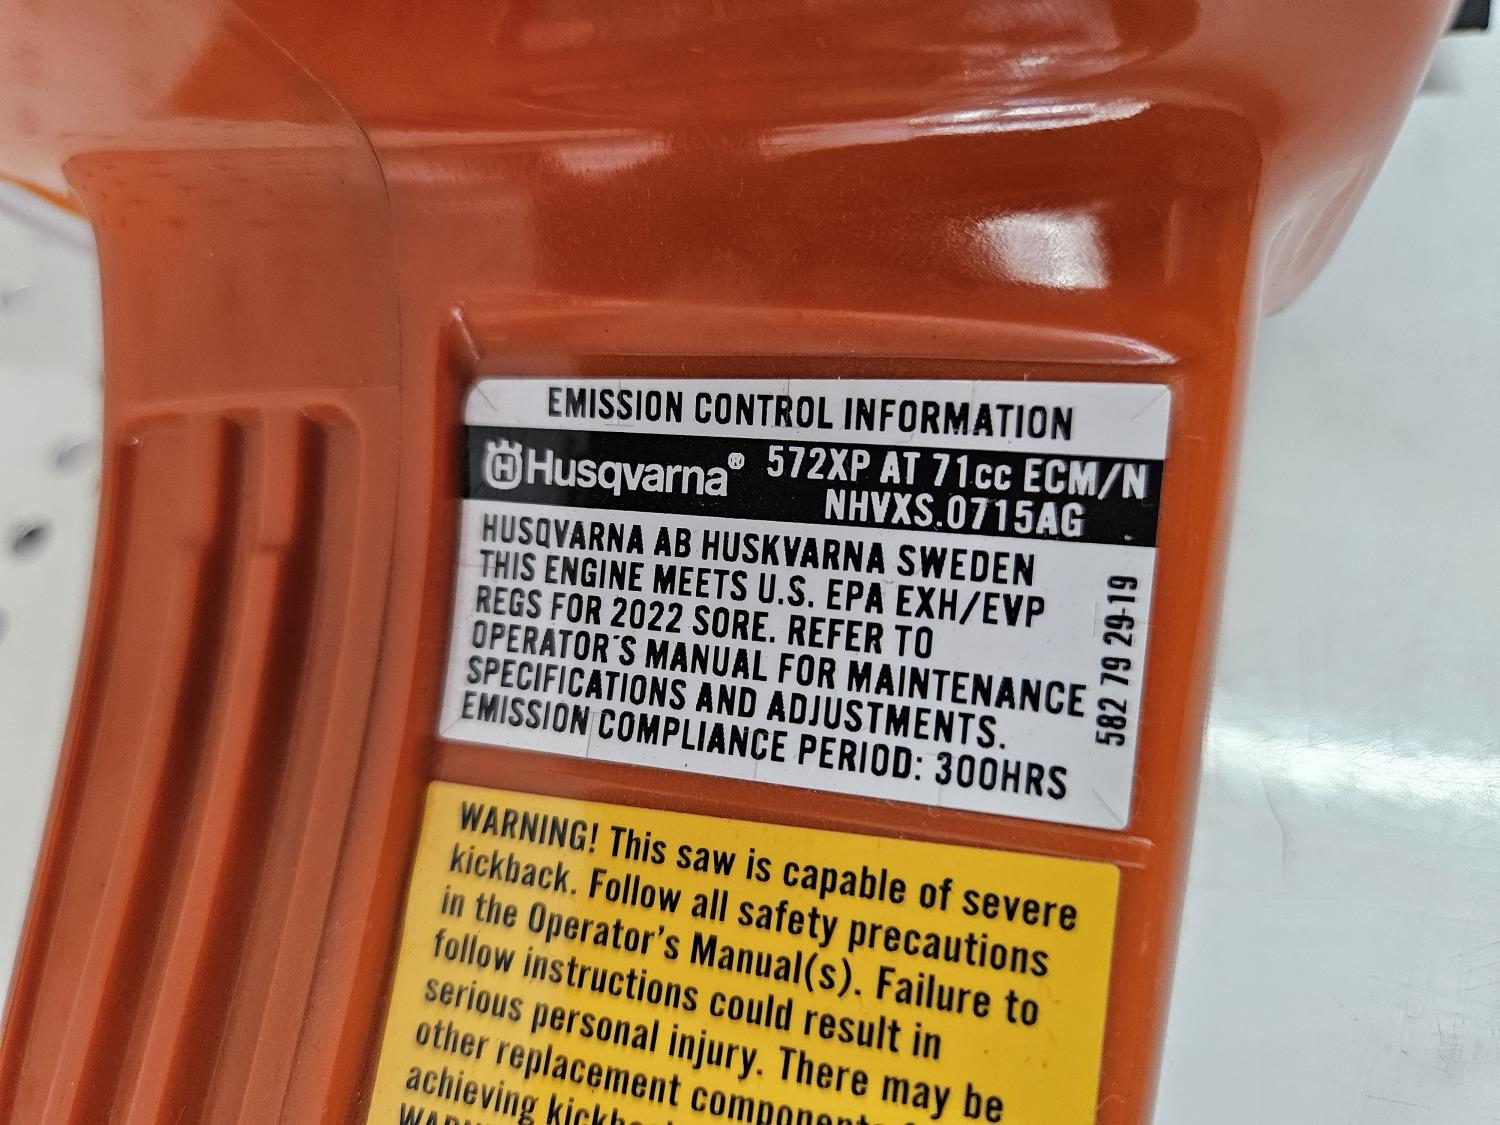 EMISSION CONTROL INFORMATION
Husqvarna® 572XP AT 71cc ECM/N
NHVXS.0715AG
HUSQVARNA AB HUSKVARNA SWEDEN
THIS ENGINE MEETS U.S. EPA EXH/EVP
REGS FOR 2022 SORE. REFER TO
OPERATOR'S MANUAL FOR MAINTENANCE
SPECIFICATIONS AND ADJUSTMENTS.
EMISSION COMPLIANCE PERIOD: 300HRS
582 79 29-19
WARNING! This saw is capable of severe
kickback. Follow all safety precautions
in the Operator's Manual(s). Failure to
follow instructions could result in
serious personal injury. There may be
other replacement components
achieving